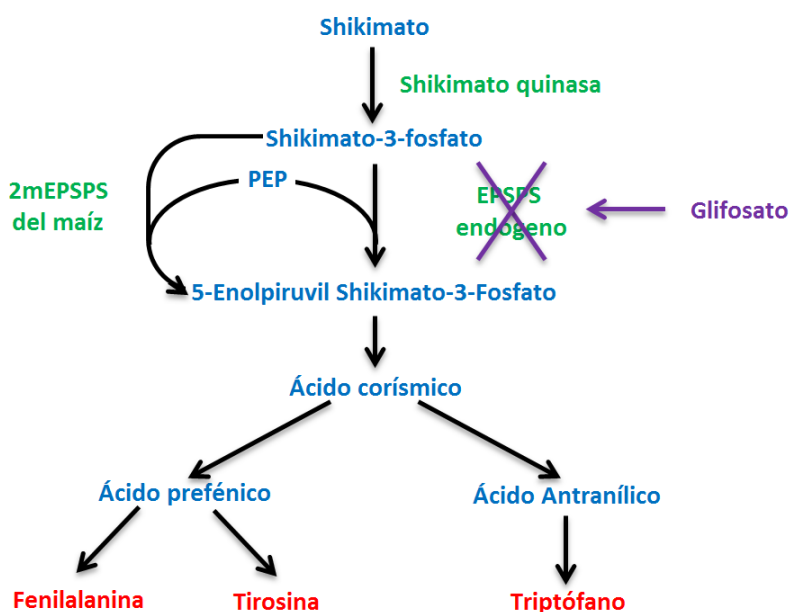 Shikimato
Shikimato quinasa
Shikimato-3-fosfato
2mEPSPS
del maíz
PEP
EPSPS
endógeno
Glifosato
5-Enolpiruvil Shikimato-3-Fosfato
Ácido corísmico
Ácido prefénico
Ácido Antranílico
Fenilalanina
Tirosina
Triptófano